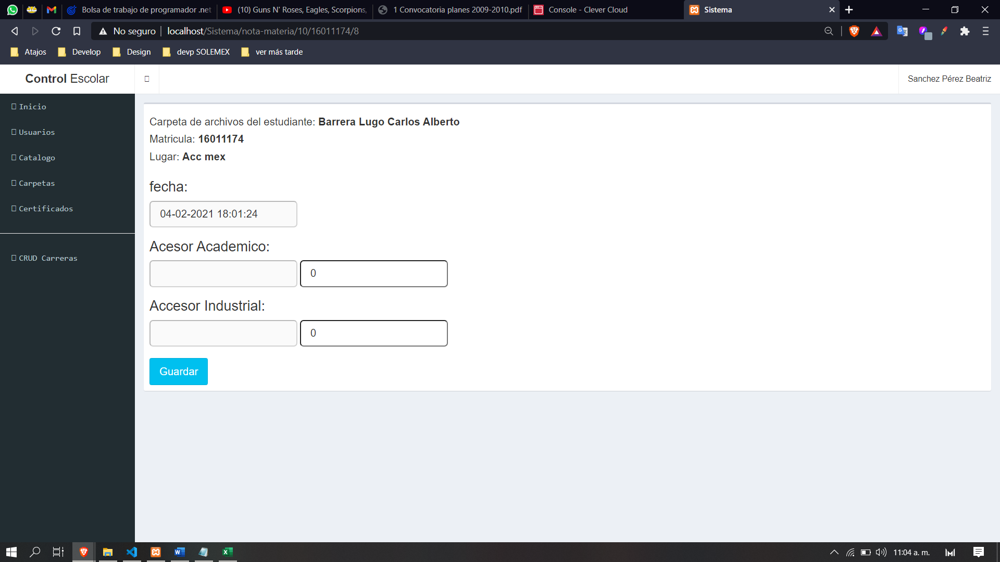 Bolsa de trabajo de programador .net
(10) Guns N' Roses, Eagles, Scorpions,
1 Convocatoria planes 2009-2010.pdf
Console - Clever Cloud
Sistema
No seguro
localhost/Sistema/nota-materia/10/16011174/8
Atajos
Develop
Design
devp SOLEMEX
ver más tarde
Control Escolar
Sanchez Pérez Beatriz
Inicio
Usuarios
Catalogo
Carpetas
Certificados
CRUD Carreras
Carpeta de archivos del estudiante: Barrera Lugo Carlos Alberto
Matricula: 16011174
Lugar: Acc mex
fecha:
04-02-2021 18:01:24
Acesor Academico:
0
Accesor Industrial:
0
Guardar
11:04 a. m.